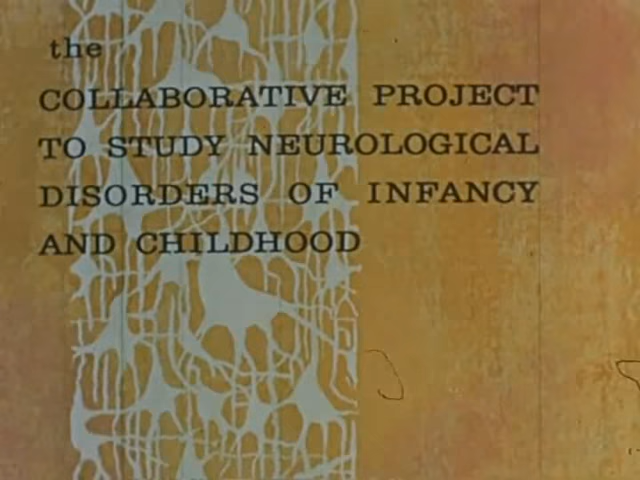 the
COLLABORATIVE PROJECT
TO STUDY NEUROLOGICAL
DISORDERS OF INFANCY
AND CHILDHOOD